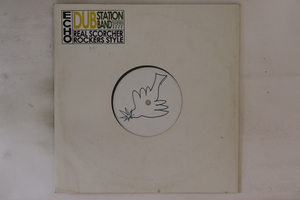 ECHO
DUB STATION
BAND
REAL SCORCHER
ROCKERS STYLE